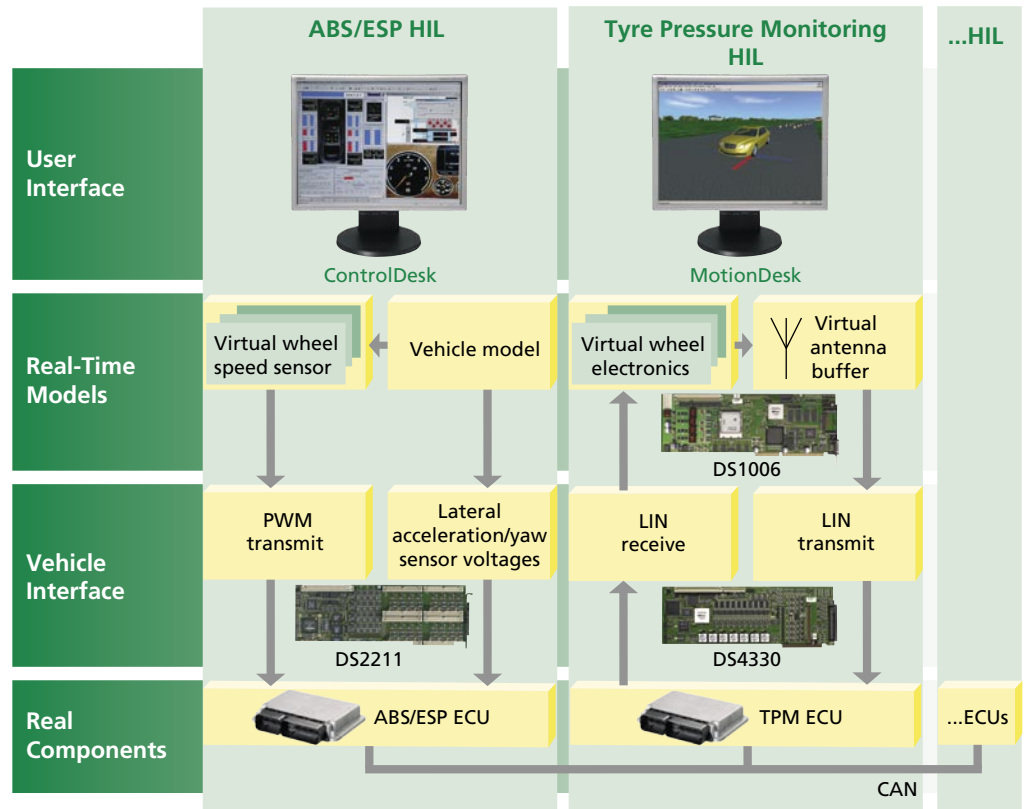 ABS/ESP HIL
Tyre Pressure Monitoring
HIL
...HIL
User
Interface
ControlDesk
MotionDesk
Real-Time
Models
Virtual wheel
speed sensor
Vehicle model
Virtual wheel
electronics
Virtual
antenna
buffer
DS1006
Vehicle
Interface
PWM
transmit
Lateral
acceleration/yaw
sensor voltages
LIN
receive
LIN
transmit
DS2211
DS4330
Real
Components
ABS/ESP ECU
TPM ECU
...ECUs
CAN